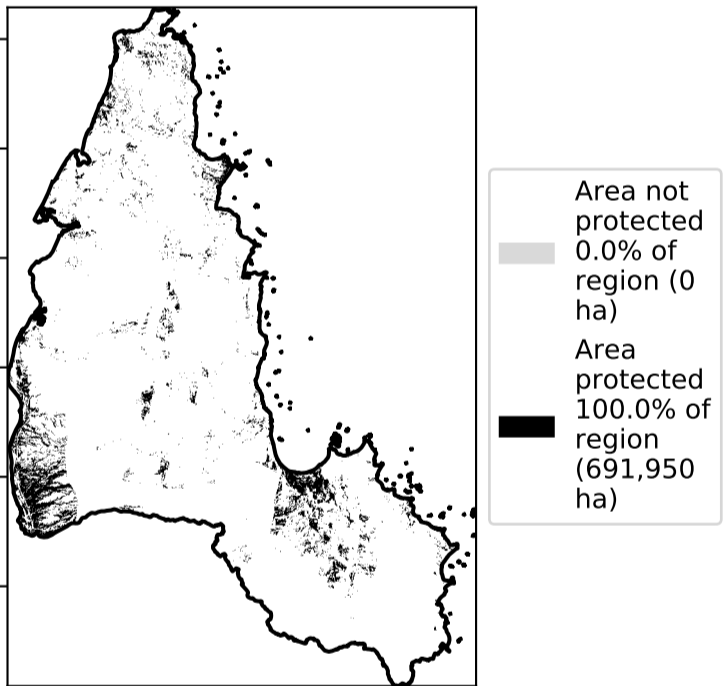 Area not
protected
0.0% of
region (0
ha)
Area
protected
100.0% of
region
(691,950
ha)